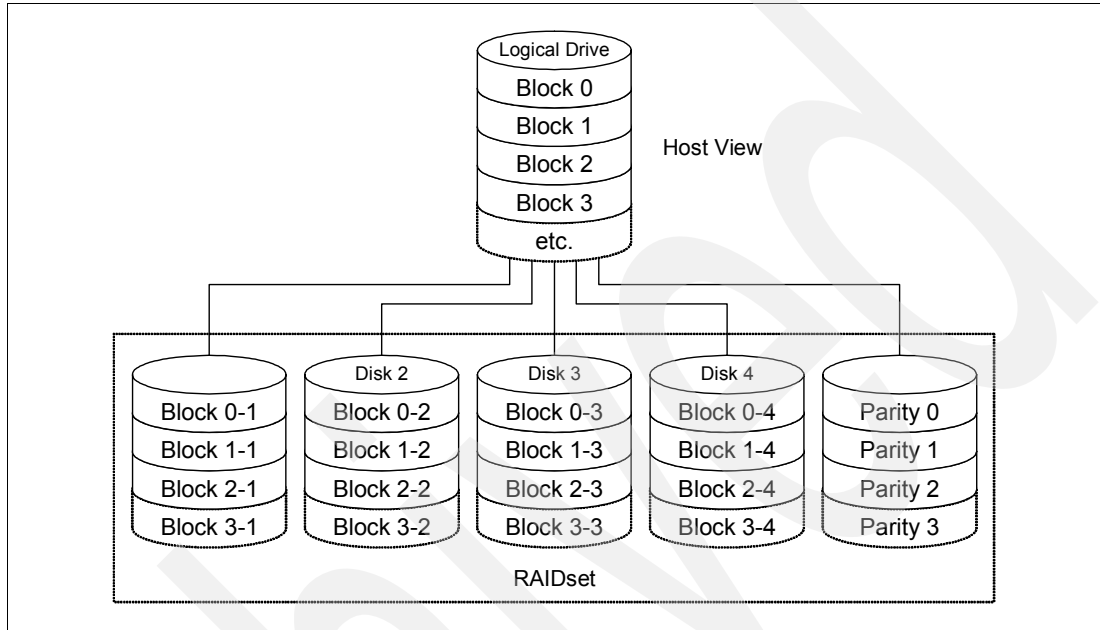 Logical Drive
Block 0
Block 1
Block 2
Block 3
etc.
Host View
Disk 2
Disk 3
Disk 4
Block 0-1
Block 0-2
Block 0-3
Block 0-4
Parity 0
Block 1-1
Block 1-2
Block 1-3
Block 1-4
Parity 1
Block 2-1
Block 2-2
Block 2-3
Block 2-4
Parity 2
Block 3-1
Block 3-2
Block 3-3
Block 3-4
Parity 3
RAIDset